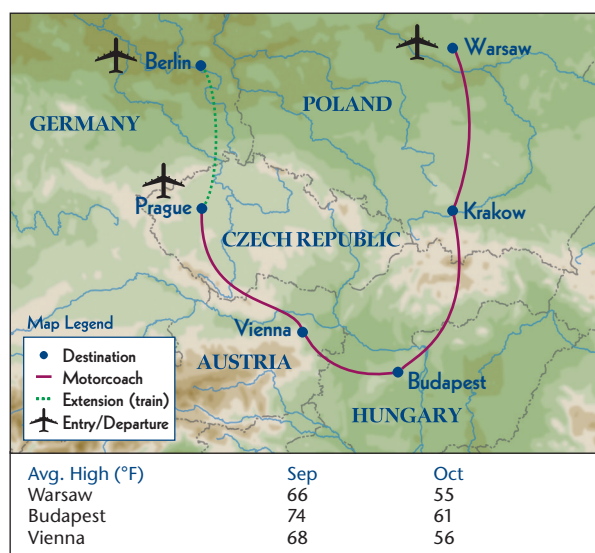 Berlin
Warsaw
POLAND
GERMANY
Prague
Krakow
CZECH REPUBLIC
Map Legend
Vienna
Destination
AUSTRIA
Motorcoach
Budapest
Extension (train)
HUNGARY
Entry/Departure
Avg. High (°F) Sep Oct
Warsaw 66 55
Budapest 74 61
Vienna 68 56